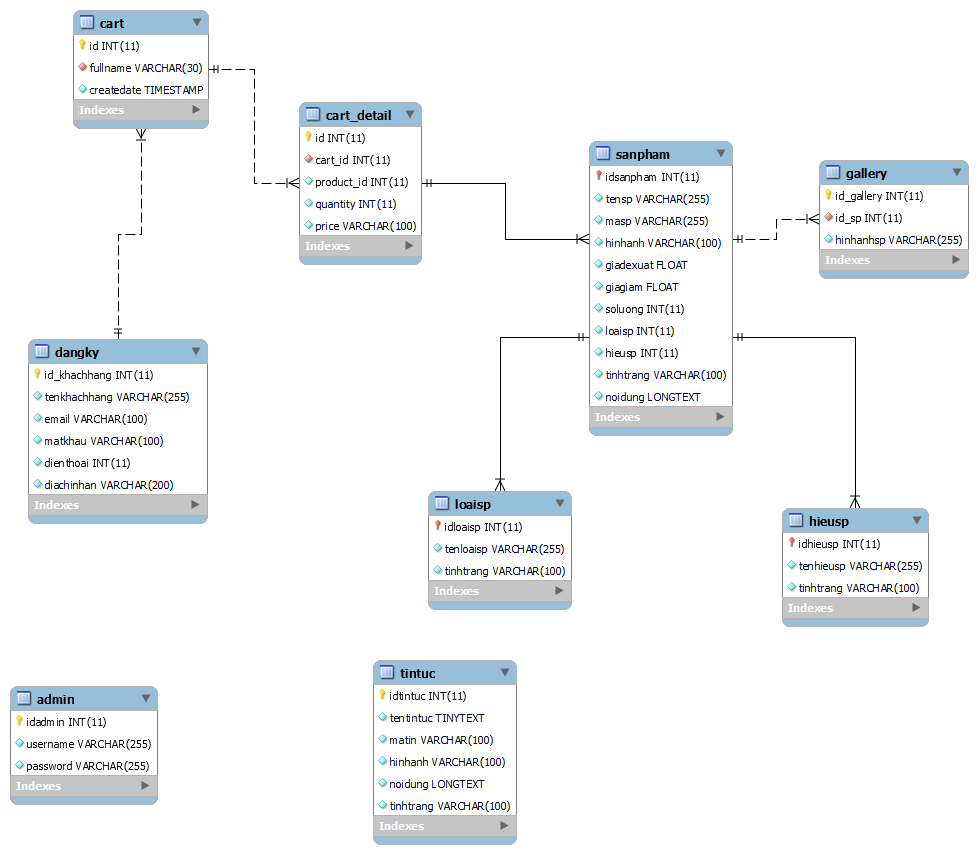 cart
id INT(11)
fullname VARCHAR(30)
createdate TIMESTAMP
Indexes
cart_detail
id INT(11)
cart_id INT(11)
product_id INT(11)
quantity INT(11)
price VARCHAR(100)
Indexes
sanpham
idsanpham INT(11)
tensp VARCHAR(255)
masp VARCHAR(255)
hinhanh VARCHAR(100)
giadexuat FLOAT
giagiam FLOAT
soluong INT(11)
loaisp INT(11)
hieusp INT(11)
tinhtrang VARCHAR(100)
noidung LONGTEXT
Indexes
gallery
id_gallery INT(11)
id_sp INT(11)
hinhanhsp VARCHAR(255)
Indexes
dangky
id_khachhang INT(11)
tenkhachhang VARCHAR(255)
email VARCHAR(100)
matkhau VARCHAR(100)
dienthoai INT(11)
diachinhan VARCHAR(200)
Indexes
loaisp
idloaisp INT(11)
tenloaisp VARCHAR(255)
tinhtrang VARCHAR(100)
Indexes
hieusp
idhieusp INT(11)
tenhieusp VARCHAR(255)
tinhtrang VARCHAR(100)
Indexes
admin
idadmin INT(11)
username VARCHAR(255)
password VARCHAR(255)
Indexes
tintuc
idtintuc INT(11)
tentintuc TINYTEXT
matin VARCHAR(100)
hinhanh VARCHAR(100)
noidung LONGTEXT
tinhtrang VARCHAR(100)
Indexes